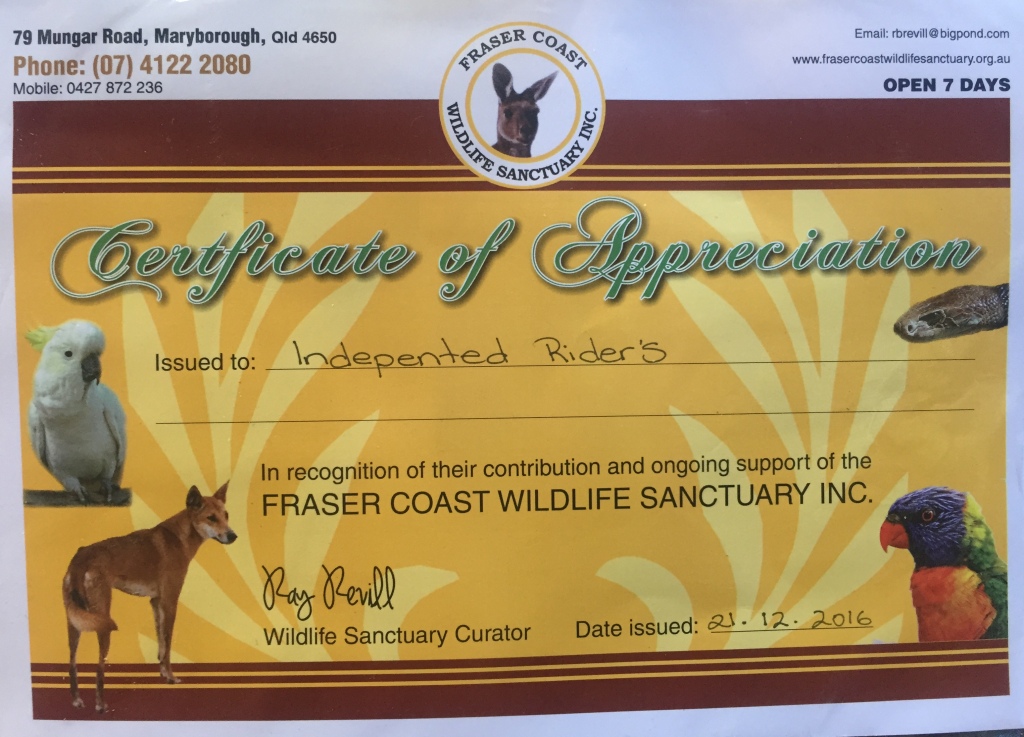 79 Mungar Road, Maryborough, Qld 4650
Phone: (07) 4122 2080
Mobile: 0427 872 236
Email: rbrevill@bigpond.com
www.frasercoastwildlifesanctuary.org.au
OPEN 7 DAYS
FRASER COAST
WILDLIFE SANCTUARY INC.
Certficate of Appreciation
Issued to: Indepented Rider's
In recognition of their contribution and ongoing support of the
FRASER COAST WILDLIFE SANCTUARY INC.
Ray Revill
Wildlife Sanctuary Curator
Date issued: 21.12.2016